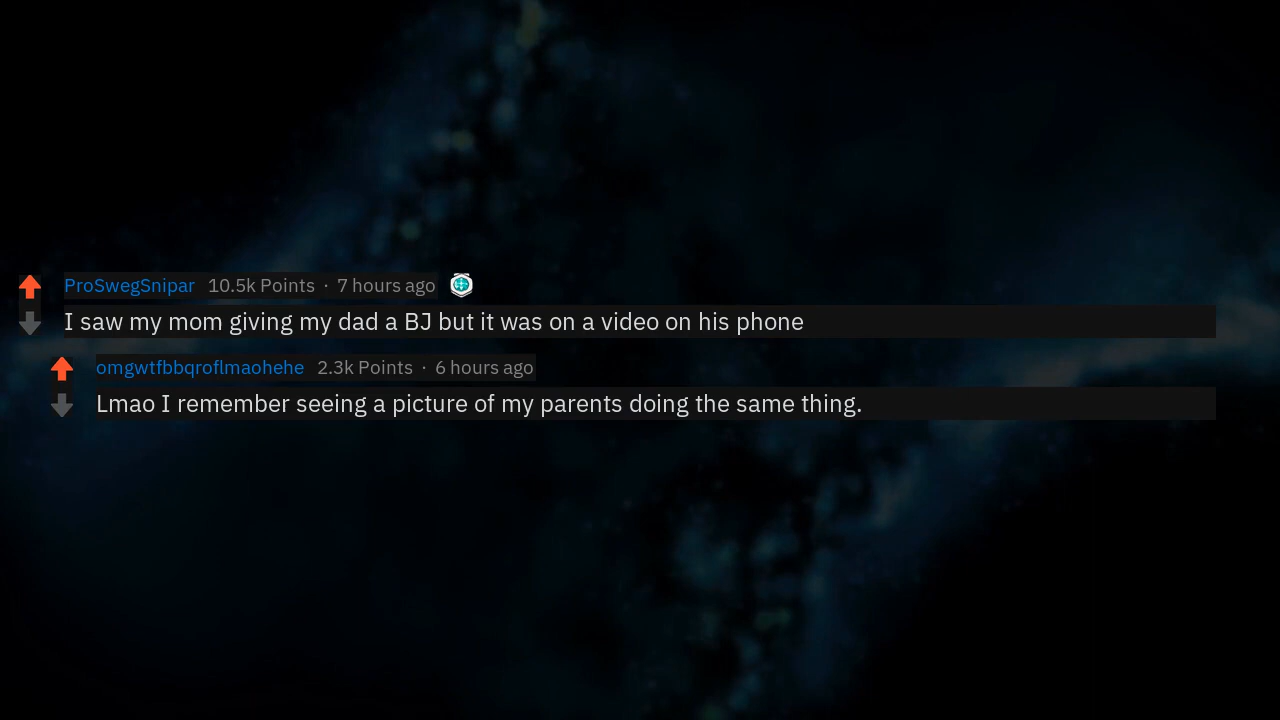 ProSwegSnipar 10.5k Points · 7 hours ago
I saw my mom giving my dad a BJ but it was on a video on his phone
omgwtfbbqroflmaohehe 2.3k Points · 6 hours ago
Lmao I remember seeing a picture of my parents doing the same thing.